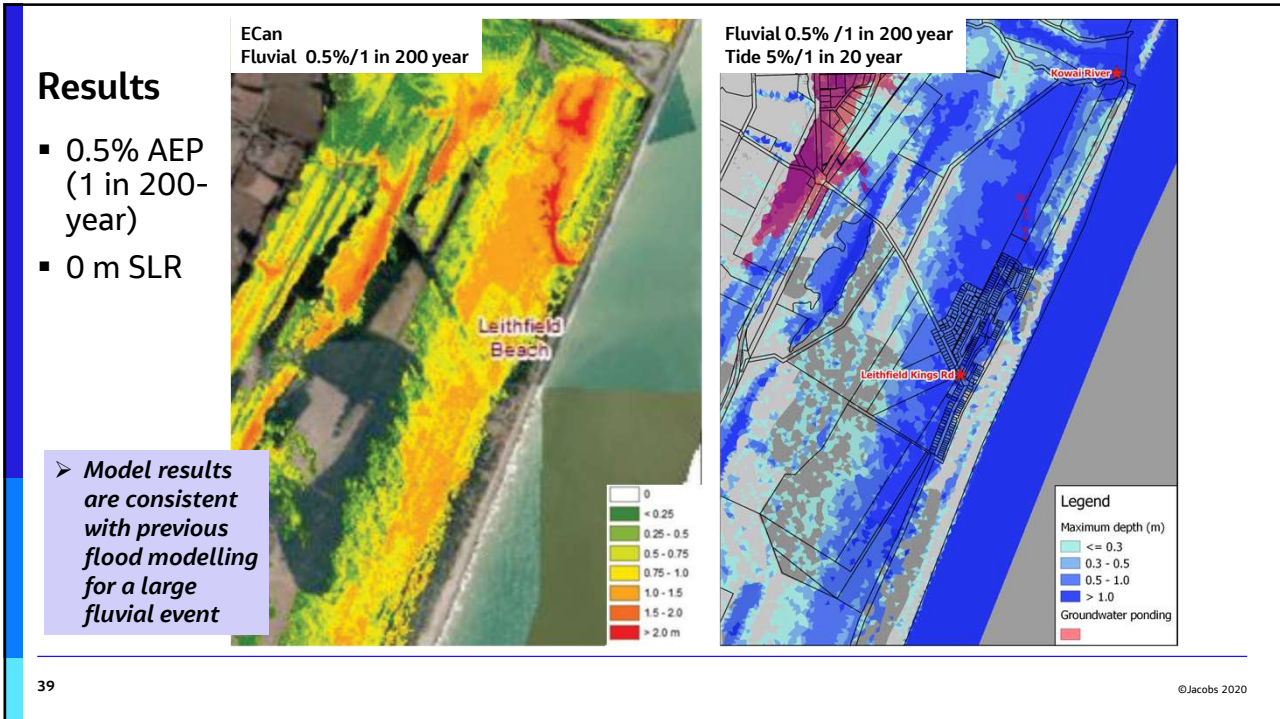 Results
▪ 0.5% AEP
(1 in 200-
year)
▪ 0 m SLR
➢ Model results
are consistent
with previous
flood modelling
for a large
fluvial event
ECan
Fluvial 0.5%/1 in 200 year
Leithfield
Beach
0
< 0.25
0.25 - 0.5
0.5 - 0.75
0.75 - 1.0
1.0 - 1.5
1.5 - 2.0
> 2.0 m
Fluvial 0.5% /1 in 200 year
Tide 5%/1 in 20 year
Kowai River
Leithfield Kings Rd
Legend
Maximum depth (m)
<= 0.3
0.3 - 0.5
0.5 - 1.0
> 1.0
Groundwater ponding
39
©Jacobs 2020